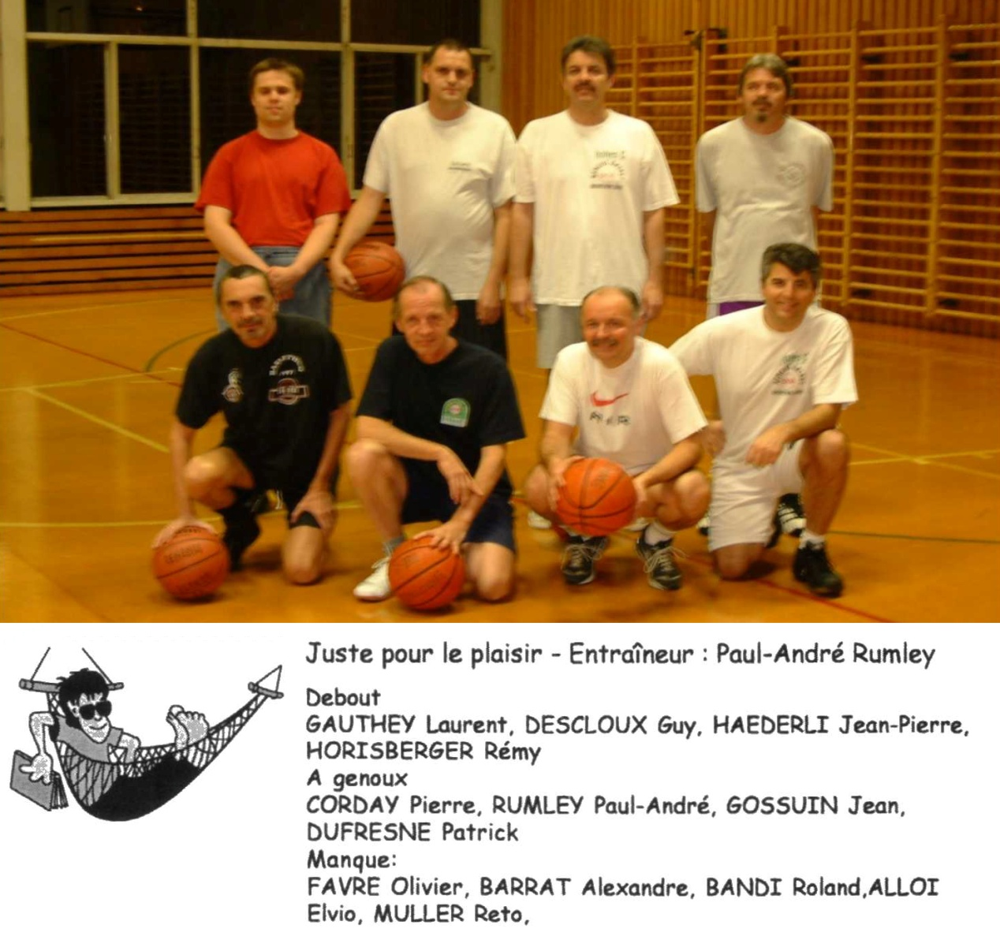 Juste pour le plaisir - Entraîneur : Paul-André Rumley
Debout
GAUTHEY Laurent, DESCLOUX Guy, HAEDERLI Jean-Pierre,
HORISBERGER Rémy
A genoux
CORDAY Pierre, RUMLEY Paul-André, GOSSUIN Jean,
DUFRESNE Patrick
Manque:
FAVRE Olivier, BARRAT Alexandre, BANDI Roland,ALLOI
Elvio, MULLER Reto,